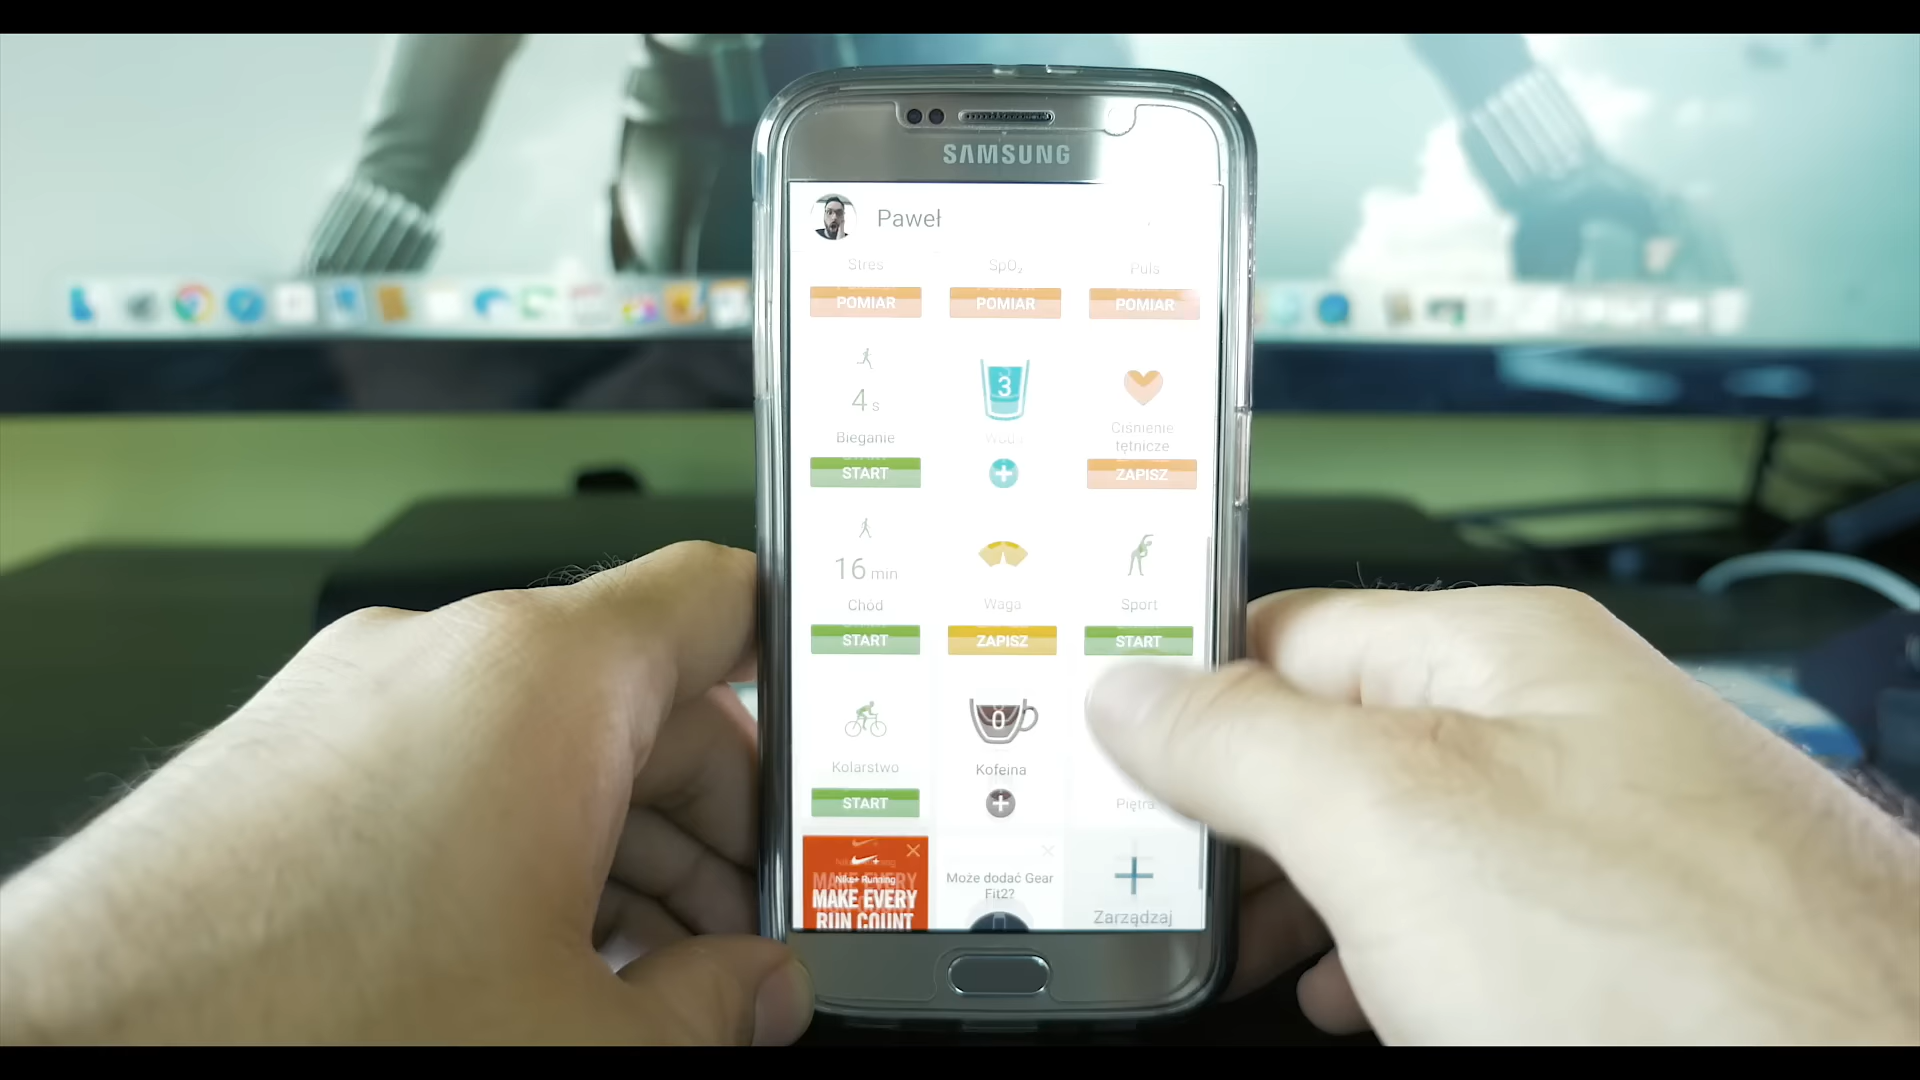 SAMSUNG
Paweł
Stres
SpO₂
Puls
POMIAR
POMIAR
POMIAR
4 s
3
Bieganie
Ciśnienie
tętnicze
START
ZAPISZ
16 min
Chód
Waga
Sport
START
ZAPISZ
START
0
Kolarstwo
Kofeina
Piętra
START
Nike+ Running
MAKE EVERY
RUN COUNT
Może dodać Gear
Fit2?
Zarządzaj